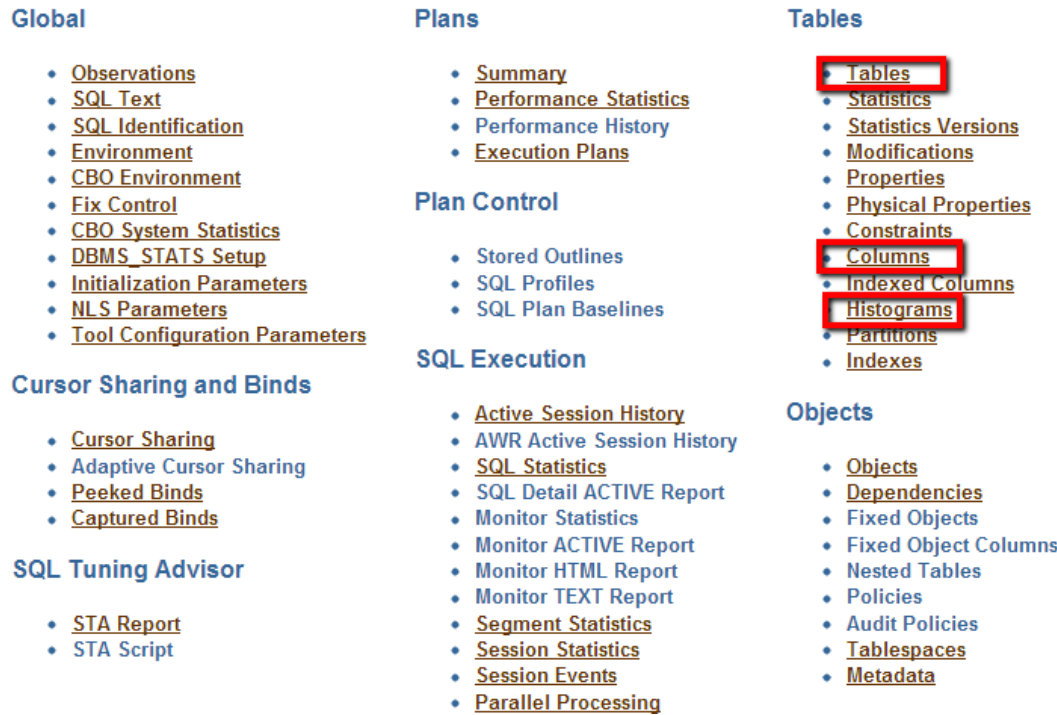 Global
Observations
SQL Text
SQL Identification
Environment
CBO Environment
Fix Control
CBO System Statistics
DBMS_STATS Setup
Initialization Parameters
NLS Parameters
Tool Configuration Parameters
Cursor Sharing and Binds
Cursor Sharing
Adaptive Cursor Sharing
Peeked Binds
Captured Binds
SQL Tuning Advisor
STA Report
STA Script
Plans
Summary
Performance Statistics
Performance History
Execution Plans
Plan Control
Stored Outlines
SQL Profiles
SQL Plan Baselines
SQL Execution
Active Session History
AWR Active Session History
SQL Statistics
SQL Detail ACTIVE Report
Monitor Statistics
Monitor ACTIVE Report
Monitor HTML Report
Monitor TEXT Report
Segment Statistics
Session Statistics
Session Events
Parallel Processing
Tables
Tables
Statistics
Statistics Versions
Modifications
Properties
Physical Properties
Constraints
Columns
Indexed Columns
Histograms
Partitions
Indexes
Objects
Objects
Dependencies
Fixed Objects
Fixed Object Columns
Nested Tables
Policies
Audit Policies
Tablespaces
Metadata